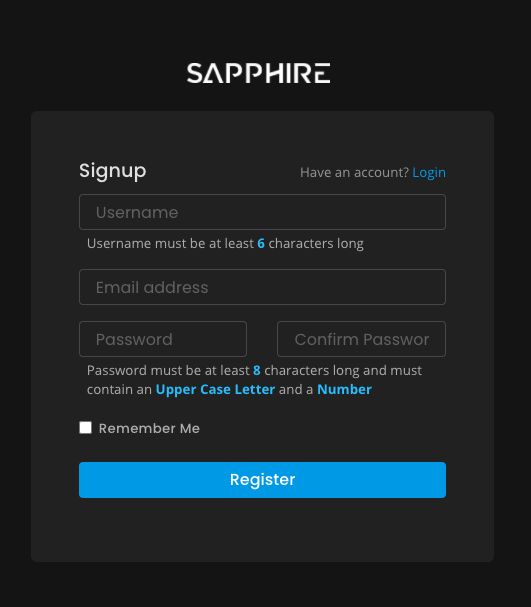 SAPPHIRE
Signup
Have an account? Login
Username
Username must be at least 6 characters long
Email address
Password
Confirm Passwor
Password must be at least 8 characters long and must
contain an Upper Case Letter and a Number
Remember Me
Register